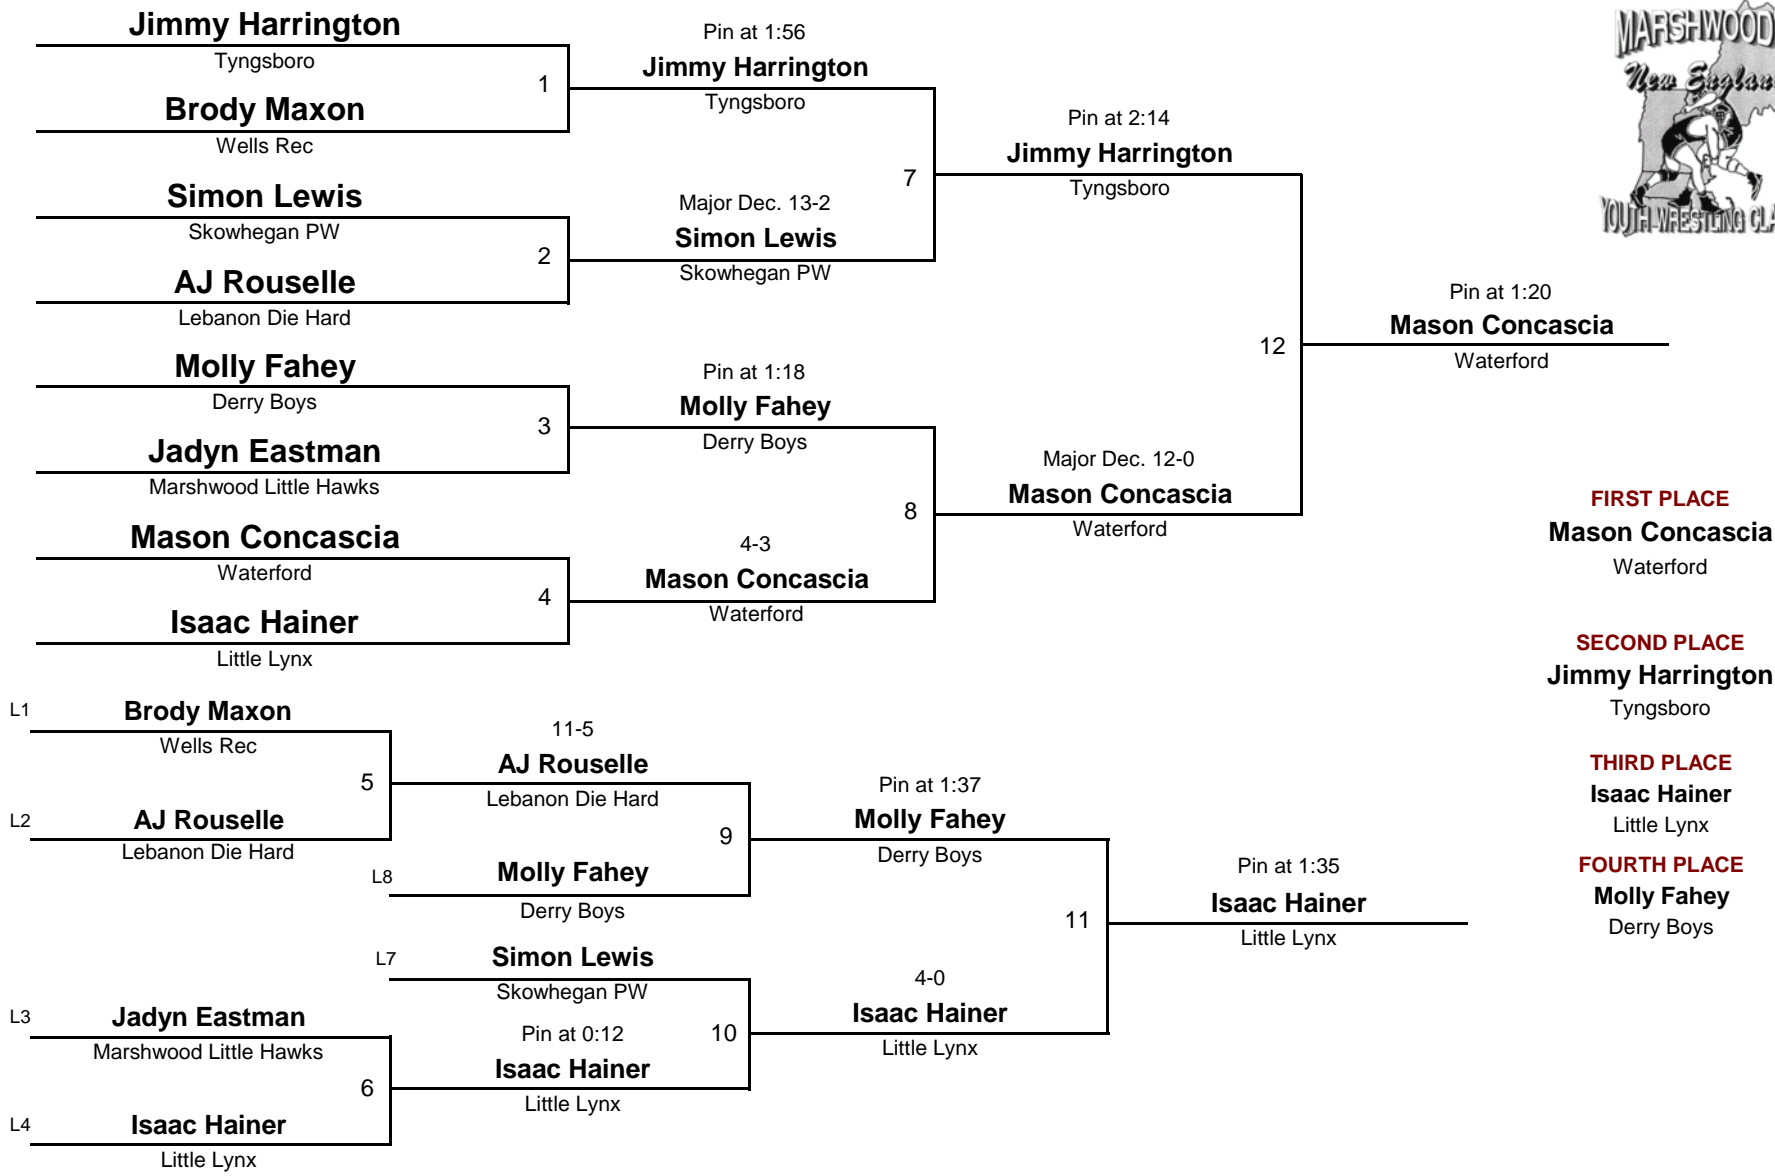 Jimmy Harrington
Tyngsboro
1
Brody Maxon
Wells Rec
Simon Lewis
Skowhegan PW
2
AJ Rouselle
Lebanon Die Hard
Molly Fahey
Derry Boys
3
Jadyn Eastman
Marshwood Little Hawks
Mason Concascia
Waterford
4
Isaac Hainer
Little Lynx
Pin at 1:56
Jimmy Harrington
Tyngsboro
7
Major Dec. 13-2
Simon Lewis
Skowhegan PW
Pin at 1:18
Molly Fahey
Derry Boys
8
4-3
Mason Concascia
Waterford
Pin at 2:14
Jimmy Harrington
Tyngsboro
12
Major Dec. 12-0
Mason Concascia
Waterford
Pin at 1:20
Mason Concascia
Waterford
L1
Brody Maxon
Wells Rec
5
L2
AJ Rouselle
Lebanon Die Hard
11-5
AJ Rouselle
Lebanon Die Hard
9
L8
Molly Fahey
Derry Boys
L7
Simon Lewis
Skowhegan PW
10
L3
Jadyn Eastman
Marshwood Little Hawks
6
L4
Isaac Hainer
Little Lynx
Pin at 0:12
Isaac Hainer
Little Lynx
Pin at 1:37
Molly Fahey
Derry Boys
11
4-0
Isaac Hainer
Little Lynx
Pin at 1:35
Isaac Hainer
Little Lynx
MARSHWOOD
New England
YOUTH WRESTLING CLA
FIRST PLACE
Mason Concascia
Waterford
SECOND PLACE
Jimmy Harrington
Tyngsboro
THIRD PLACE
Isaac Hainer
Little Lynx
FOURTH PLACE
Molly Fahey
Derry Boys